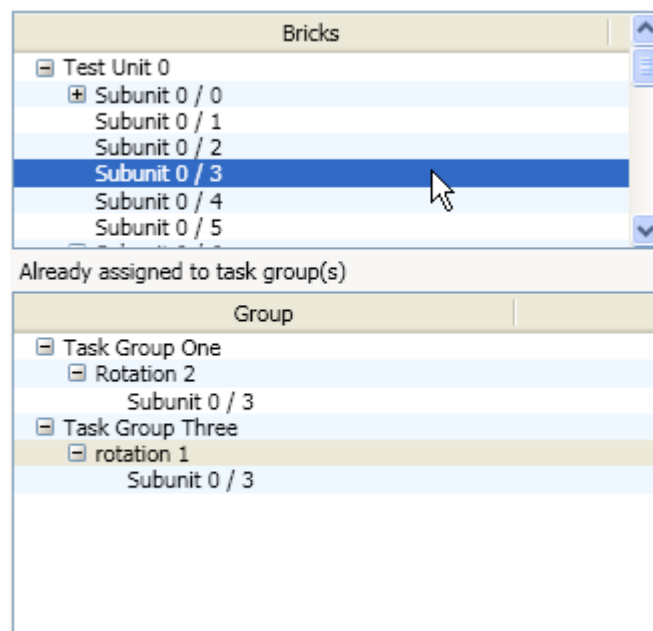 Bricks
Test Unit 0
Subunit 0 / 0
Subunit 0 / 1
Subunit 0 / 2
Subunit 0 / 3
Subunit 0 / 4
Subunit 0 / 5
Already assigned to task group(s)
Group
Task Group One
Rotation 2
Subunit 0 / 3
Task Group Three
rotation 1
Subunit 0 / 3